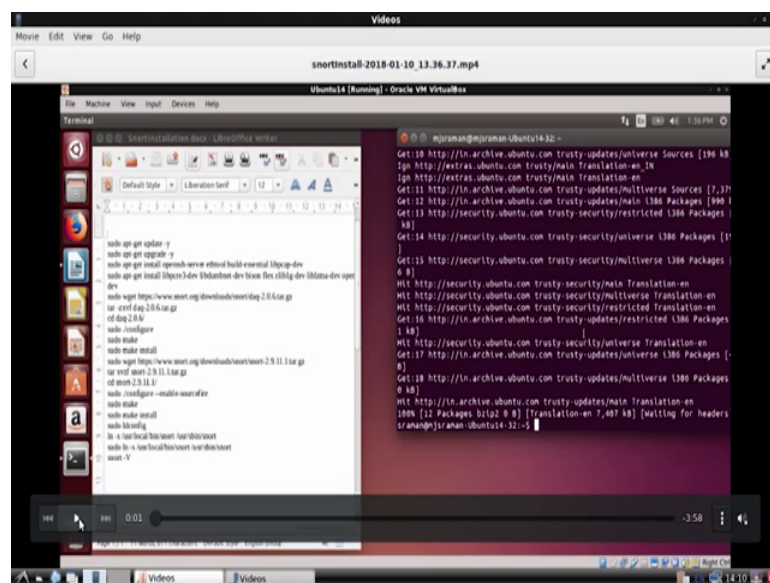 Videos
Movie Edit View Go Help
snortinstall-2018-01-10_13.36.37.mp4
Ubuntu14 [Running] - Oracle VM VirtualBox
File Machine View Input Devices Help
Terminal
1:36 PM
SnortInstallation.docx - LibreOffice Writer
Default Style
Liberation Serif
12
sudo apt-get update -y
sudo apt-get upgrade -y
sudo apt-get install openssh-server ethtool build-essential libpcap-dev
sudo apt-get install libpcre3-dev libdumbnet-dev bison flex zlib1g-dev liblzma-dev open
dev
sudo wget https://www.snort.org/downloads/snort/daq-2.0.6.tar.gz
tar -zxvf daq-2.0.6.tar.gz
cd daq-2.0.6/
sudo ./configure
sudo make
sudo make install
sudo wget https://www.snort.org/downloads/snort/snort-2.9.11.1.tar.gz
tar xvzf snort-2.9.11.1.tar.gz
cd snort-2.9.11.1/
sudo ./configure --enable-sourcefire
sudo make
sudo make install
sudo ldconfig
ln -s /usr/local/bin/snort /usr/sbin/snort
sudo ln -s /usr/local/bin/snort /usr/sbin/snort
snort -V
mjsraman@mjsraman-Ubuntu14-32: ~
Get:10 http://in.archive.ubuntu.com trusty-updates/universe Sources [196 kB
Ign http://extras.ubuntu.com trusty/main Translation-en_IN
Ign http://extras.ubuntu.com trusty/main Translation-en
Get:11 http://in.archive.ubuntu.com trusty-updates/multiverse Sources [7,37
Get:12 http://in.archive.ubuntu.com trusty-updates/main i386 Packages [990
Get:13 http://security.ubuntu.com trusty-security/restricted i386 Packages [
kB]
Get:14 http://security.ubuntu.com trusty-security/universe i386 Packages [1
]
Get:15 http://security.ubuntu.com trusty-security/multiverse i386 Packages [
6 B]
Hit http://security.ubuntu.com trusty-security/main Translation-en
Hit http://security.ubuntu.com trusty-security/multiverse Translation-en
Hit http://security.ubuntu.com trusty-security/restricted Translation-en
Get:16 http://in.archive.ubuntu.com trusty-updates/restricted i386 Packages
1 kB]
Hit http://security.ubuntu.com trusty-security/universe Translation-en
Get:17 http://in.archive.ubuntu.com trusty-updates/universe i386 Packages [
B]
Get:18 http://in.archive.ubuntu.com trusty-updates/multiverse i386 Packages
0 kB]
Hit http://in.archive.ubuntu.com trusty-updates/main Translation-en
100% [12 Packages bzip2 0 B] [Translation-en 7,407 kB] [Waiting for headers
sraman@mjsraman-Ubuntu14-32:~$
0:01
-3:58
Right Ctrl
Videos
Videos
14:10